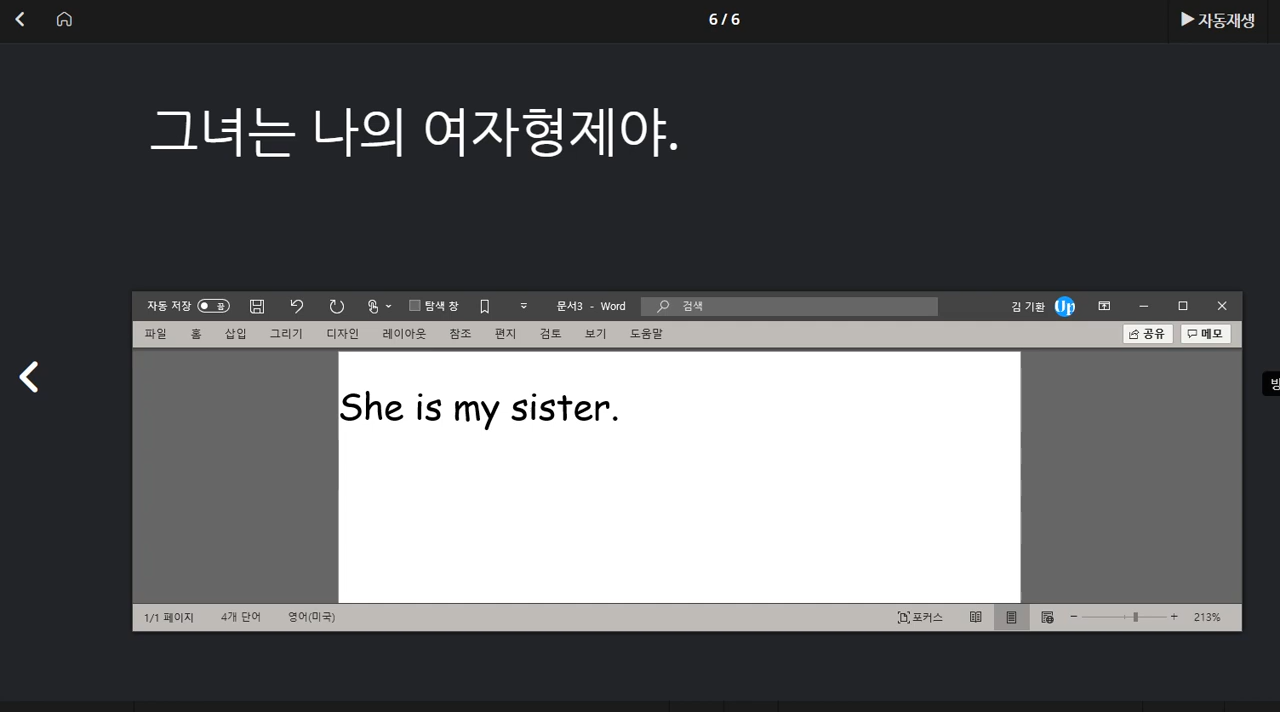 6 / 6
▶ 자동재생
그녀는 나의 여자형제야.
자동 저장 끔 탐색 창 문서3 - Word 검색 김 기환 Up
파일 홈 삽입 그리기 디자인 레이아웃 참조 편지 검토 보기 도움말 공유 메모
She is my sister.
1/1 페이지 4개 단어 영어(미국) 포커스 213%